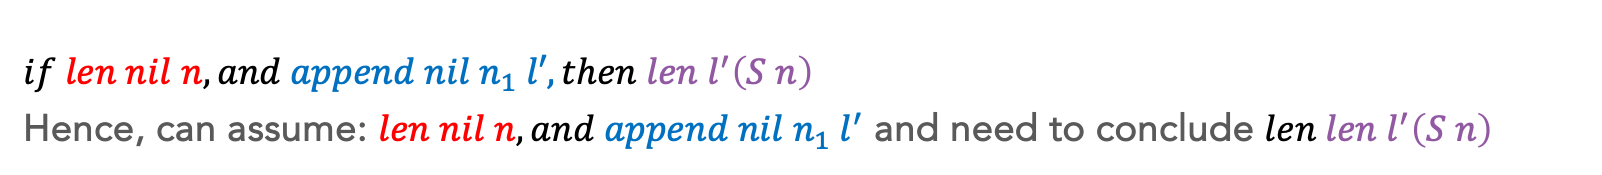 if len nil n, and append nil n₁ l′, then len l′(S n)
Hence, can assume: len nil n, and append nil n₁ l′ and need to conclude len len l′(S n)